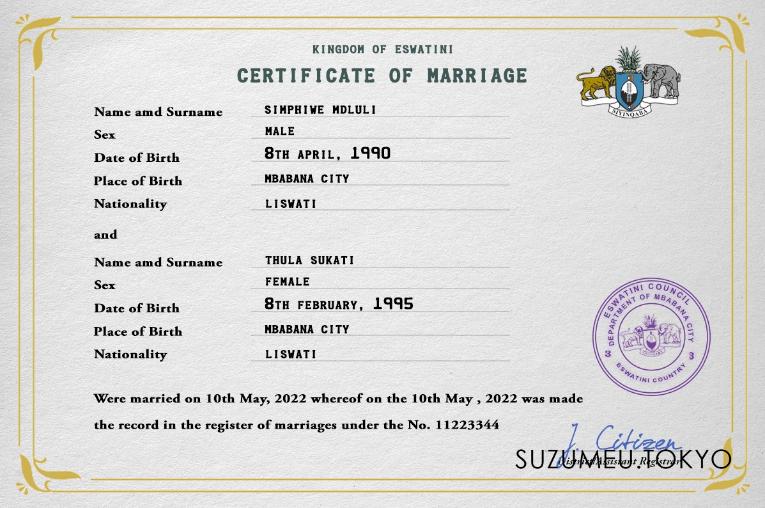 KINGDOM OF ESWATINI
CERTIFICATE OF MARRIAGE
Name amd Surname SIMPHIWE MDLULI
Sex MALE
Date of Birth 8TH APRIL, 1990
Place of Birth MBABANA CITY
Nationality LISWATI
and
Name amd Surname THULA SUKATI
Sex FEMALE
Date of Birth 8TH FEBRUARY, 1995
Place of Birth MBABANA CITY
Nationality LISWATI
ESWATINI COUNCIL
DEPARTMENT OF MBABANA CITY
ESWATINI COUNTRY
Were married on 10th May, 2022 whereof on the 10th May , 2022 was made
the record in the register of marriages under the No. 11223344
J. Citizen
Assistant Registrar
SUZUMEU.TOKYO